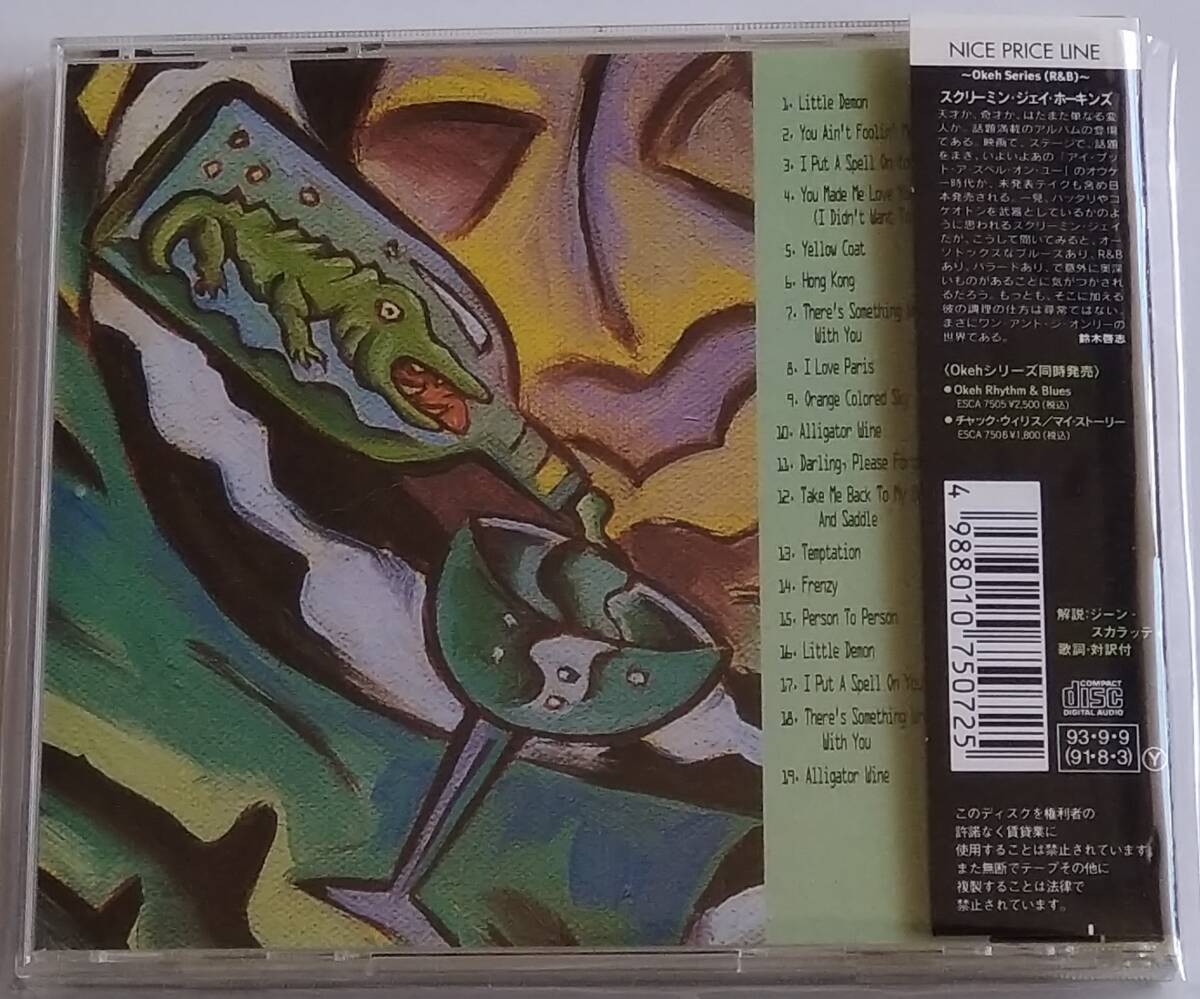 1. Little Demon
2. You Ain't Foolin'
3. I Put A Spell On You
4. You Made Me Love You
(I Didn't Want To
5. Yellow Coat
6. Hong Kong
7. There's Something
With You
8. I Love Paris
9. Orange Colored Sky
10. Alligator Wine
11. Darling, Please
12. Take Me Back To My
And Saddle
13. Temptation
14. Frenzy
15. Person To Person
16. Little Demon
17. I Put A Spell On You
18. There's Something
With You
19. Alligator Wine
NICE PRICE LINE
~Okeh Series (R&B)~
スクリーミン・ジェイ・ホーキンズ
天才か、奇才か、はたまた単なる変
人か。話題満載のアルバムの登場
である。映画で、ステージで、話題
をまき、いよいよあの「アイ・プッ
ト・ア・スペル・オン・ユー」のオウケ
ー時代が、未発表テイクも含め日
本発売される。一見、ハッタリやコ
ケオトシを武器としているかのよ
うに思われるスクリーミン・ジェイ
だが、こうして聞いてみると、オー
ソドックスなブルースあり、R&B
あり、バラードあり、で意外に奥深
いものがあることに気がつかされ
るだろう。もっとも、そこに加える
彼の調理の仕方は尋常ではない。
まさにワン・アンド・ジ・オンリーの
世界である。 鈴木啓志
〈Okehシリーズ同時発売〉
●Okeh Rhythm & Blues
ESCA 7505 ¥2,500(税込)
●チャック・ウィリス/マイ・ストーリー
ESCA 7506 ¥1,800(税込)
4 988010 750725
解説:ジーン・
スカラッテ
歌詞・対訳付
COMPACT
disc
DIGITAL AUDIO
93・9・9
(91・8・3)
Y
このディスクを権利者の
許諾なく賃貸業に
使用することは禁止されています。
また無断でテープその他に
複製することは法律で
禁止されています。